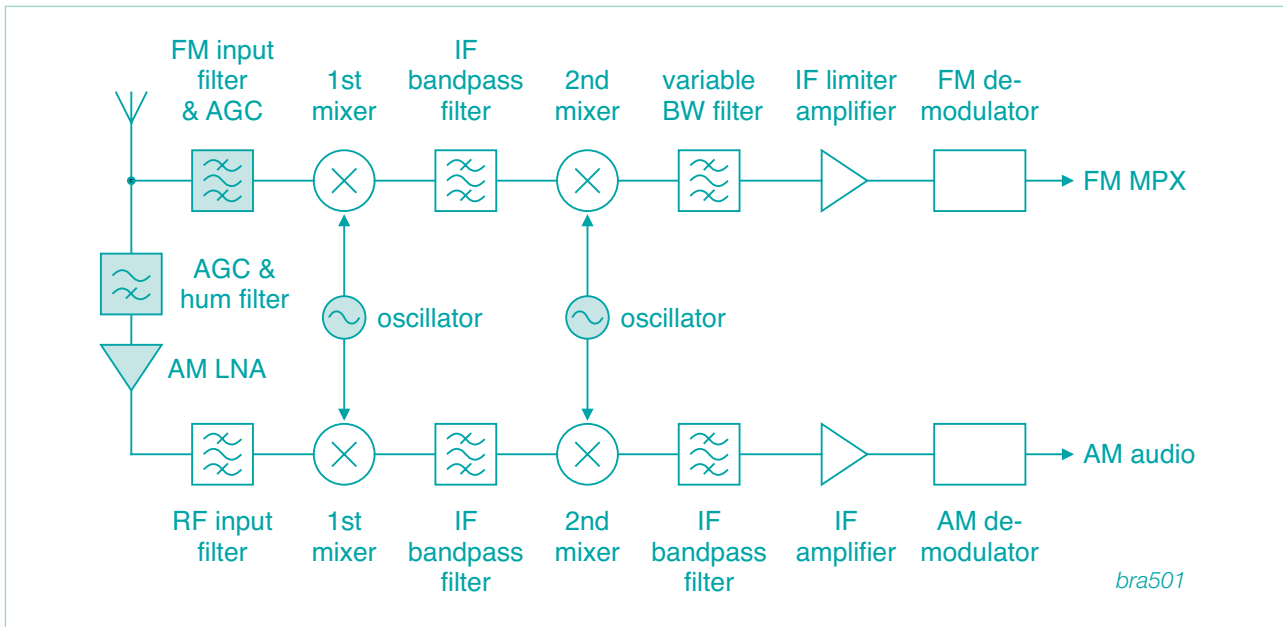 FM input
filter
& AGC
1st
mixer
IF
bandpass
filter
2nd
mixer
variable
BW filter
IF limiter
amplifier
FM de-
modulator
FM MPX
AGC &
hum filter
oscillator
oscillator
AM LNA
AM audio
RF input
filter
1st
mixer
IF
bandpass
filter
2nd
mixer
IF
bandpass
filter
IF
amplifier
AM de-
modulator
bra501